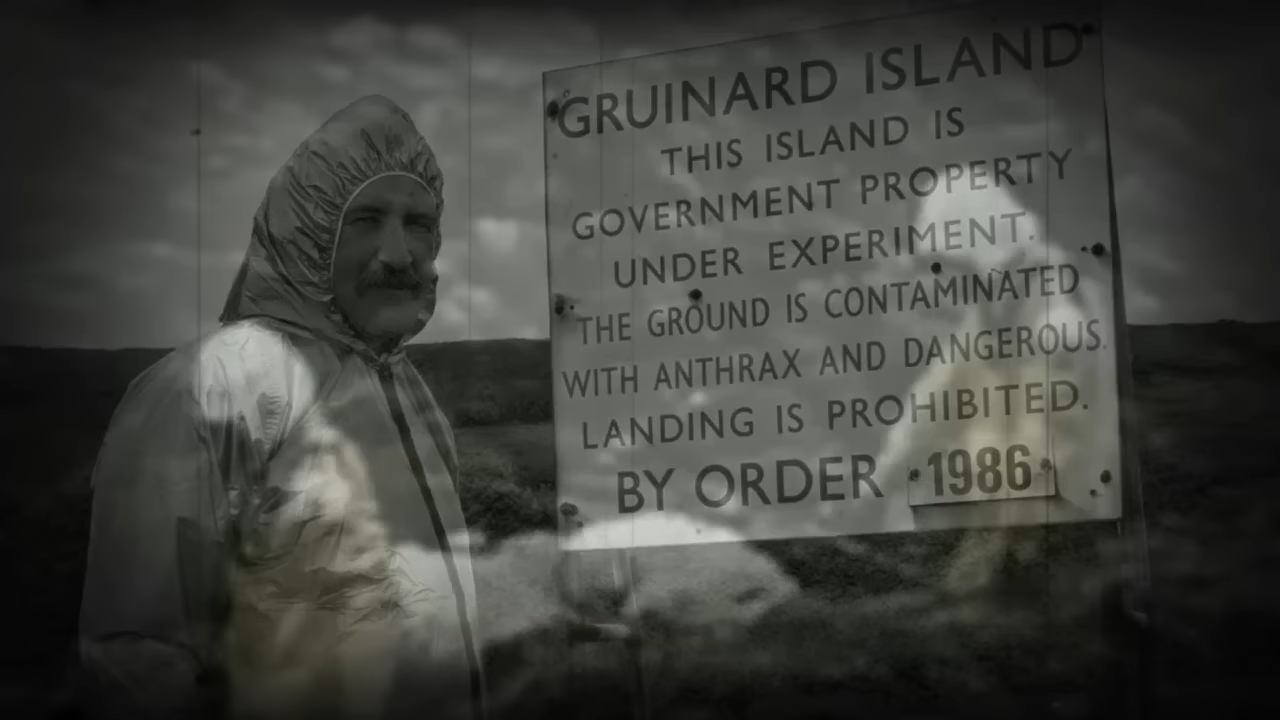 GRUINARD ISLAND
THIS ISLAND IS
GOVERNMENT PROPERTY
UNDER EXPERIMENT.
THE GROUND IS CONTAMINATED
WITH ANTHRAX AND DANGEROUS.
LANDING IS PROHIBITED.
BY ORDER 1986